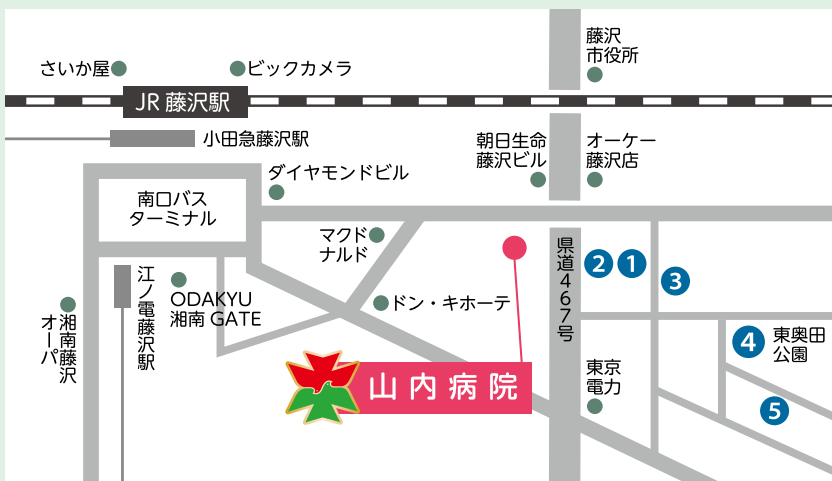 藤沢
市役所
さいか屋
ビックカメラ
JR 藤沢駅
小田急藤沢駅
朝日生命
藤沢ビル
オーケー
藤沢店
ダイヤモンドビル
南口バス
ターミナル
マクド
ナルド
県道467号
2
1
3
江ノ電藤沢駅
ODAKYU
湘南 GATE
ドン・キホーテ
湘南藤沢
オーパ
4
東奥田
公園
東京
電力
山内病院
5